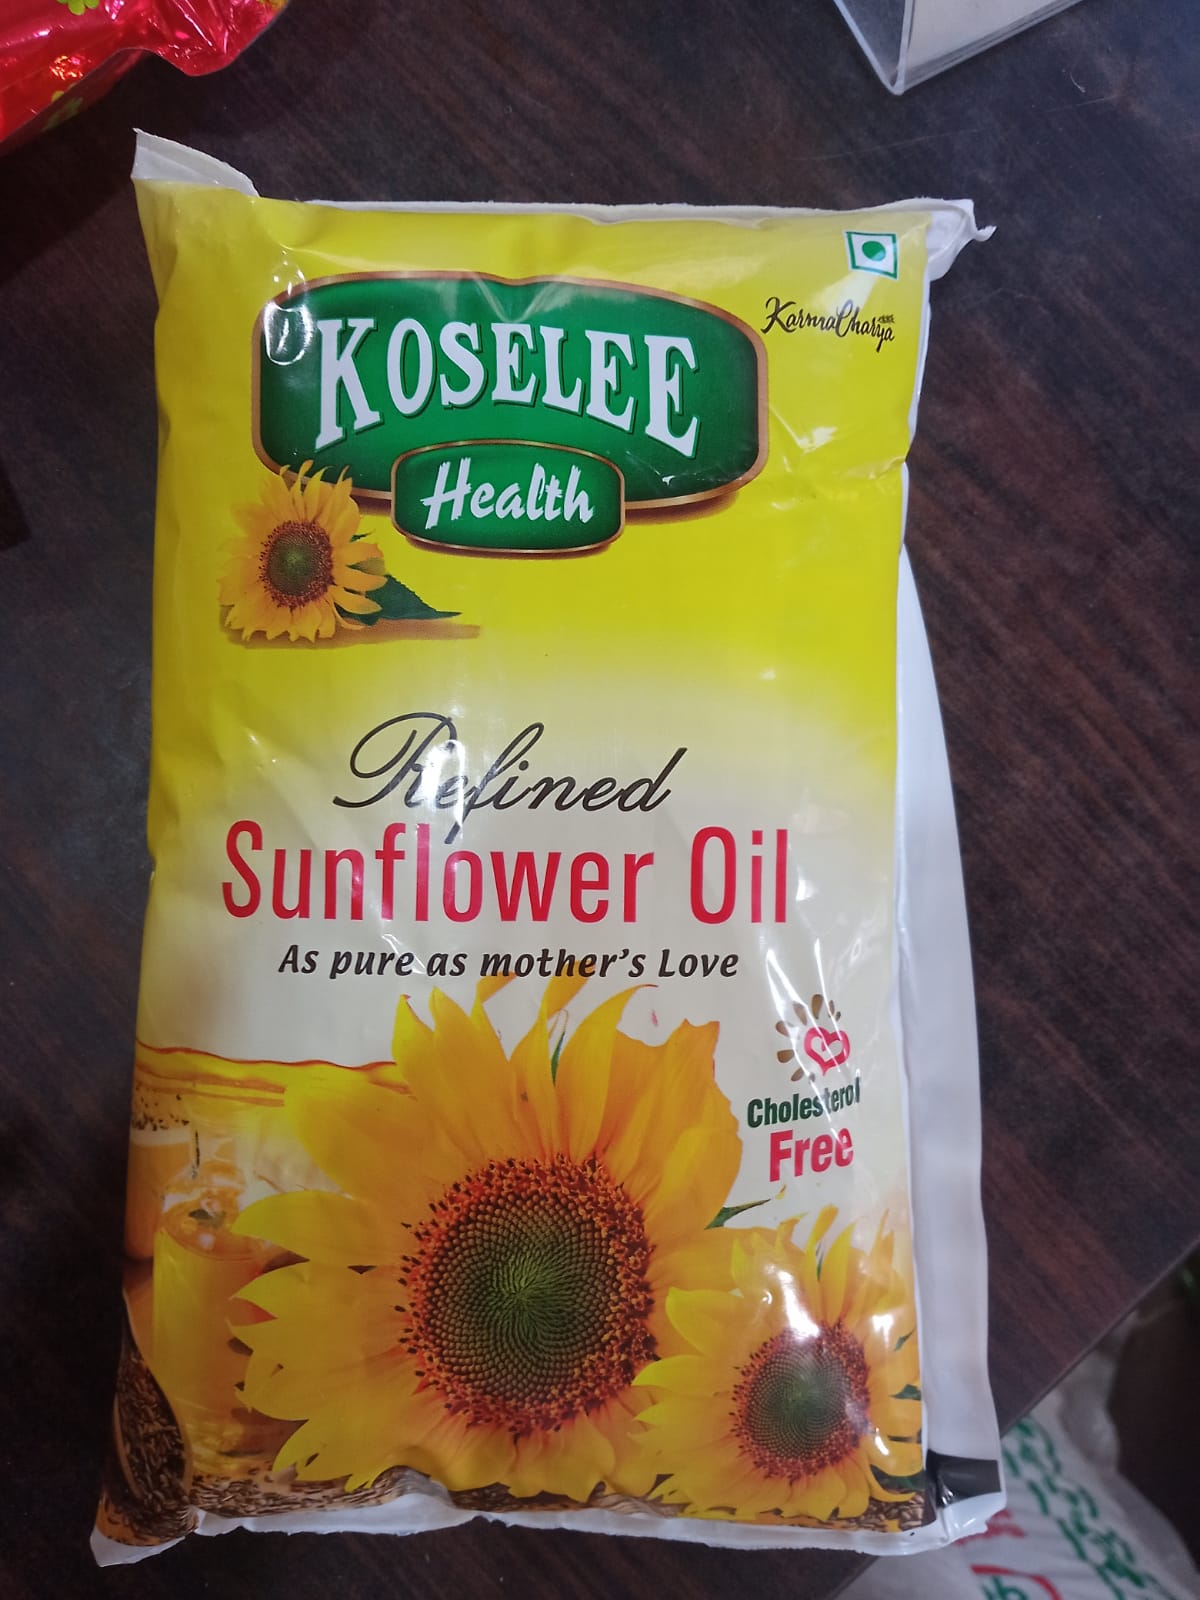 KarmaCharya
KOSELEE
Health
Refined
Sunflower Oil
As pure as mother's Love
Cholesterol
Free